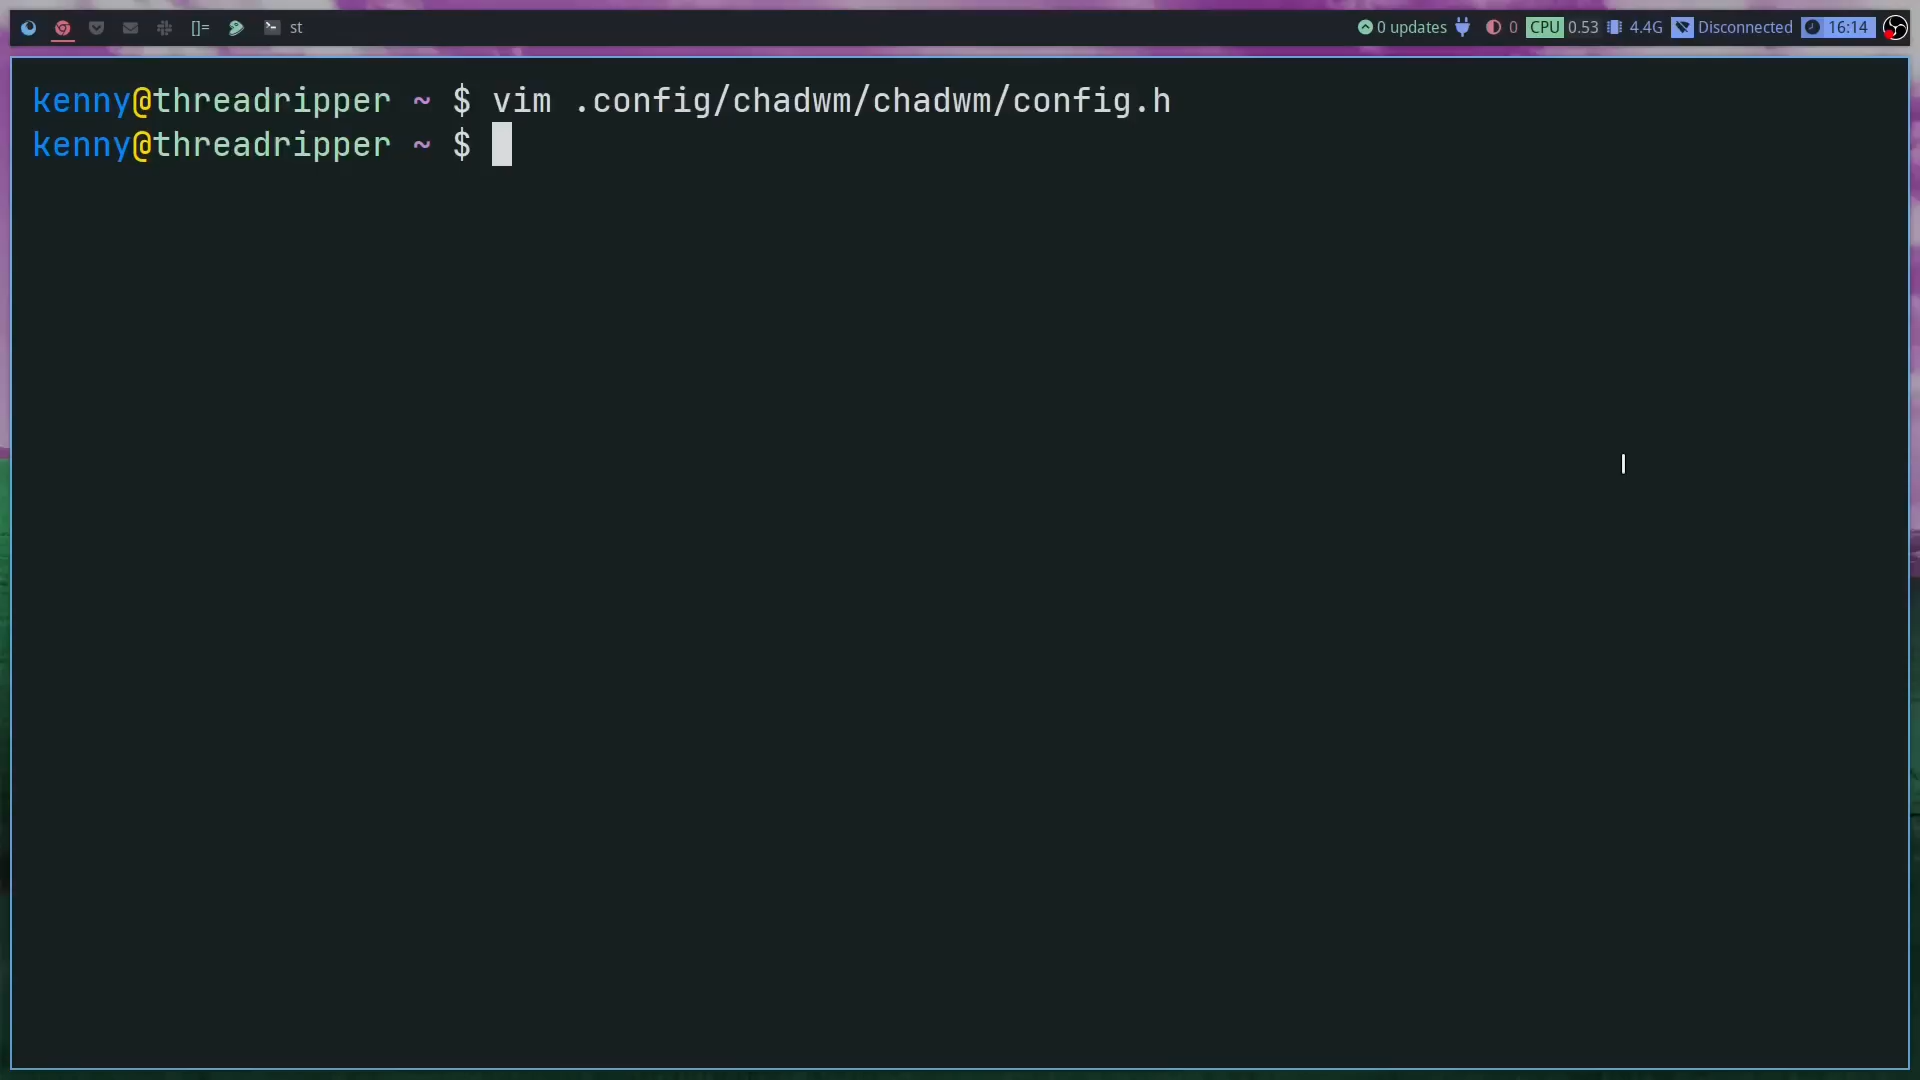 []= st 0 updates 0 CPU 0.53 4.4G Disconnected 16:14
kenny@threadripper ~ $ vim .config/chadwm/chadwm/config.h
kenny@threadripper ~ $